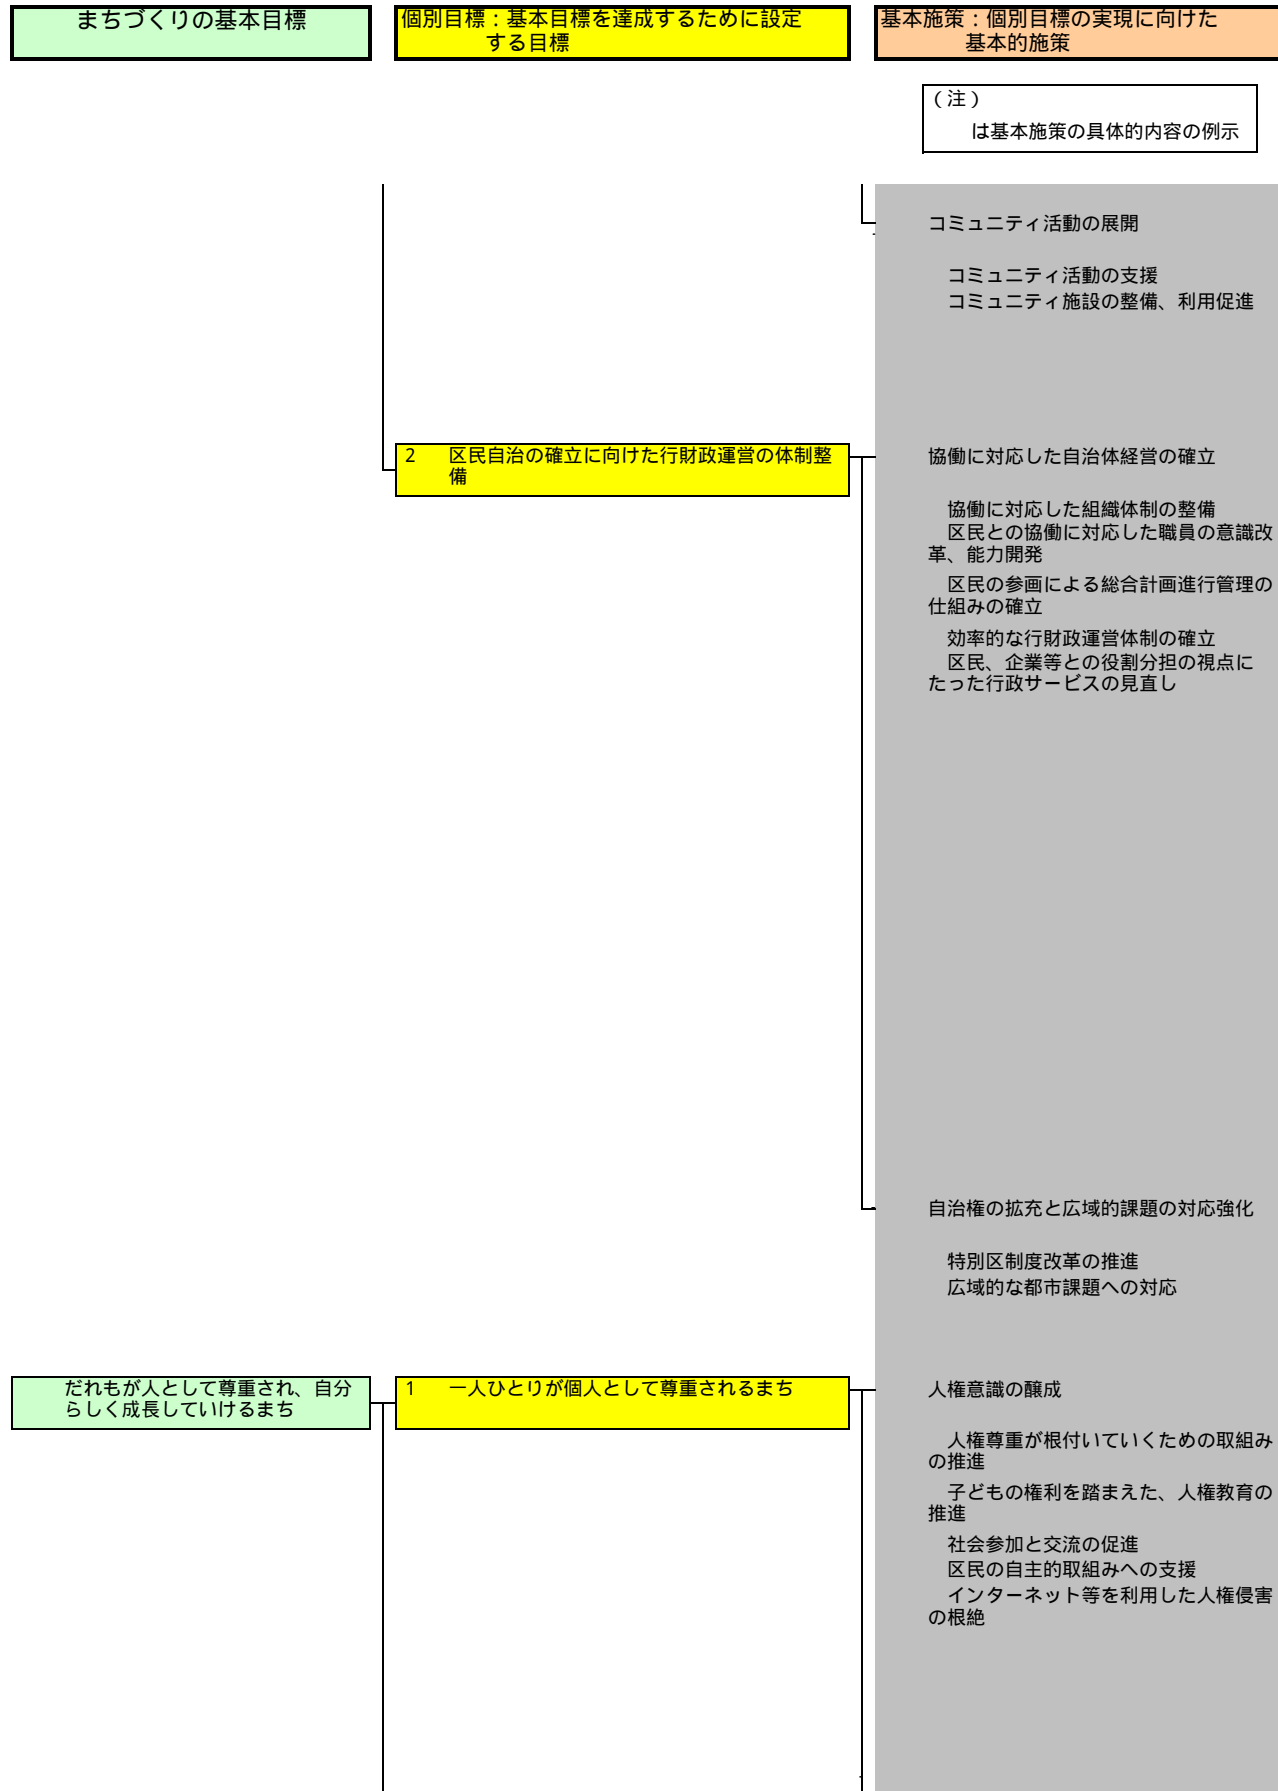 まちづくりの基本目標
個別目標：基本目標を達成するために設定
する目標
基本施策：個別目標の実現に向けた
基本的施策
（注）
は基本施策の具体的内容の例示
コミュニティ活動の展開
コミュニティ活動の支援
コミュニティ施設の整備、利用促進
2 区民自治の確立に向けた行財政運営の体制整
備
協働に対応した自治体経営の確立
協働に対応した組織体制の整備
区民との協働に対応した職員の意識改
革、能力開発
区民の参画による総合計画進行管理の
仕組みの確立
効率的な行財政運営体制の確立
区民、企業等との役割分担の視点に
たった行政サービスの見直し
自治権の拡充と広域的課題の対応強化
特別区制度改革の推進
広域的な都市課題への対応
だれもが人として尊重され、自分
らしく成長していけるまち
1 一人ひとりが個人として尊重されるまち
人権意識の醸成
人権尊重が根付いていくための取組み
の推進
子どもの権利を踏まえた、人権教育の
推進
社会参加と交流の促進
区民の自主的取組みへの支援
インターネット等を利用した人権侵害
の根絶